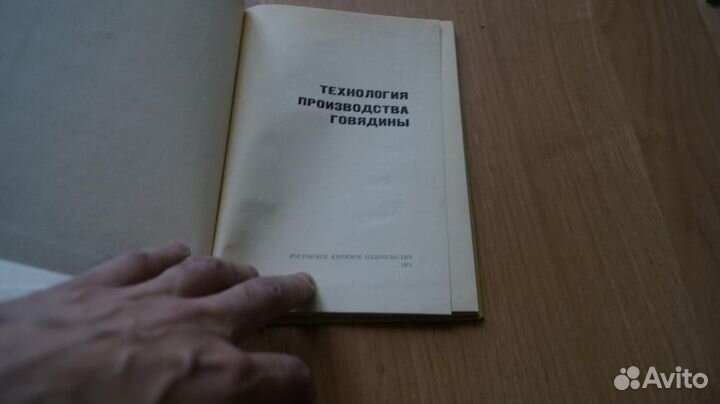 ТЕХНОЛОГИЯ
ПРОИЗВОДСТВА
ГОВЯДИНЫ
РОСТОВСКОЕ КНИЖНОЕ ИЗДАТЕЛЬСТВО
Avito